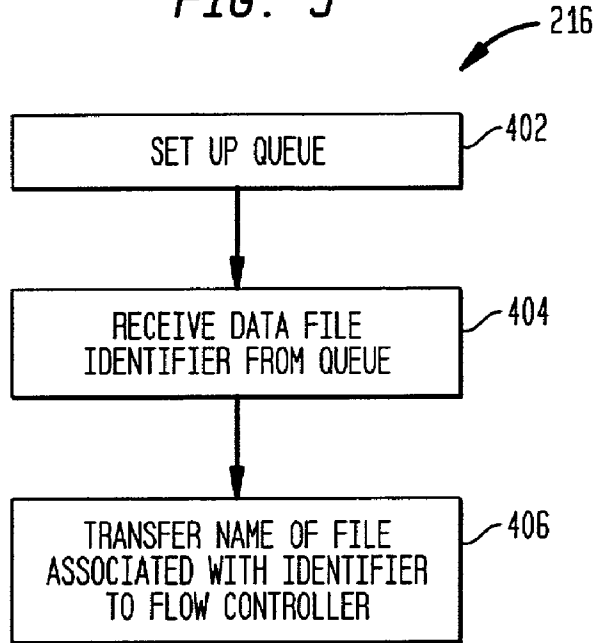 FIG. 5
216
SET UP QUEUE
402
RECEIVE DATA FILE
IDENTIFIER FROM QUEUE
404
TRANSFER NAME OF FILE
ASSOCIATED WITH IDENTIFIER
TO FLOW CONTROLLER
406